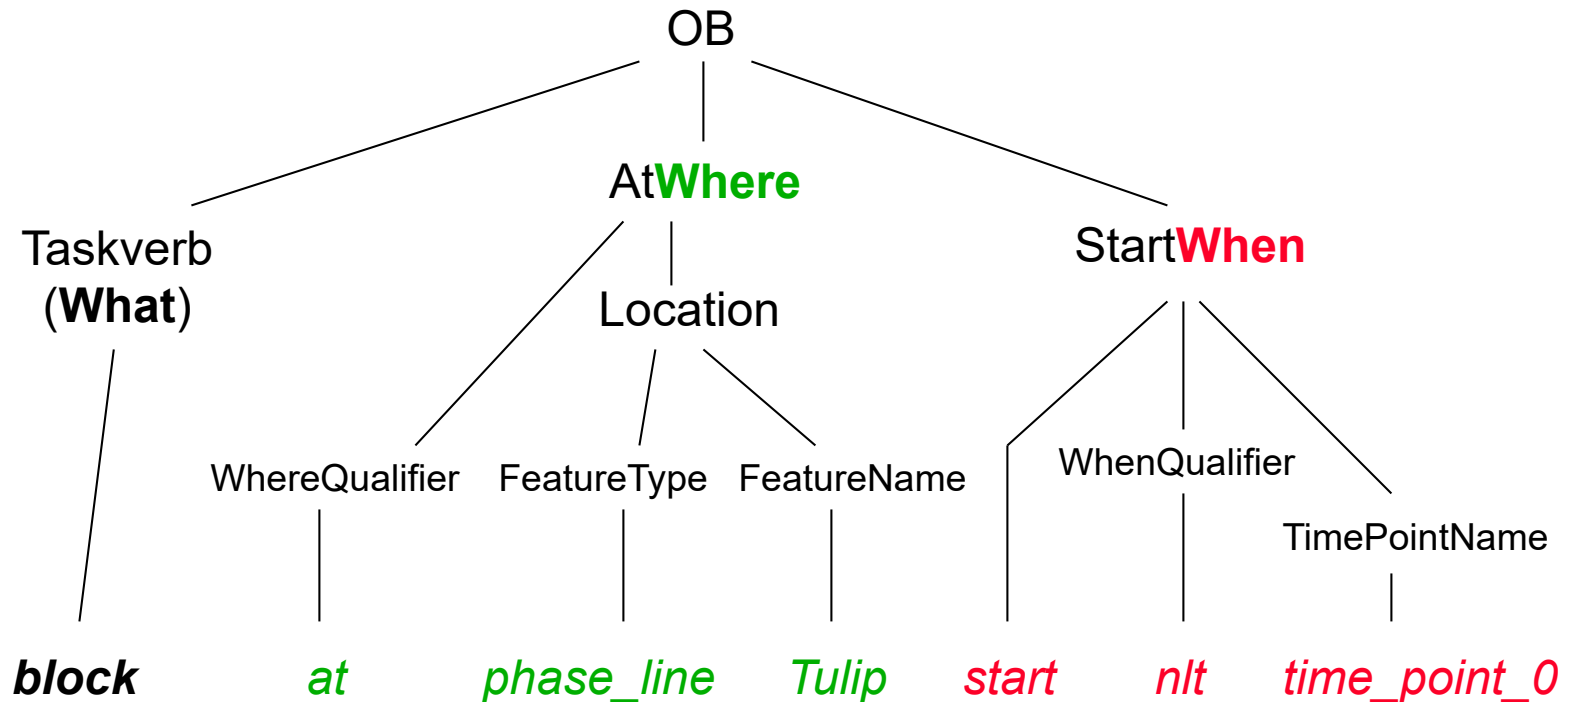 OB
AtWhere
Taskverb
(What)
StartWhen
Location
WhereQualifier FeatureType FeatureName WhenQualifier
TimePointName
block at phase_line Tulip start nlt time_point_0